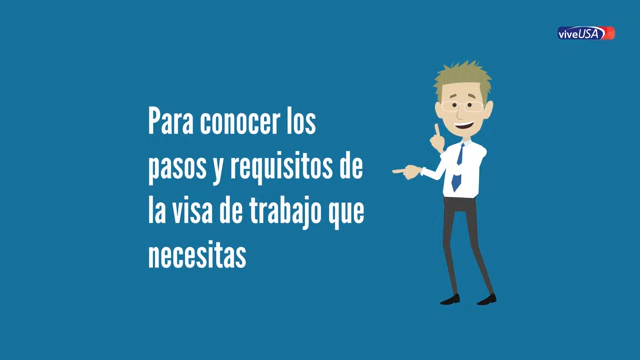 viveUSA
Para conocer los
pasos y requisitos de
la visa de trabajo que
necesitas